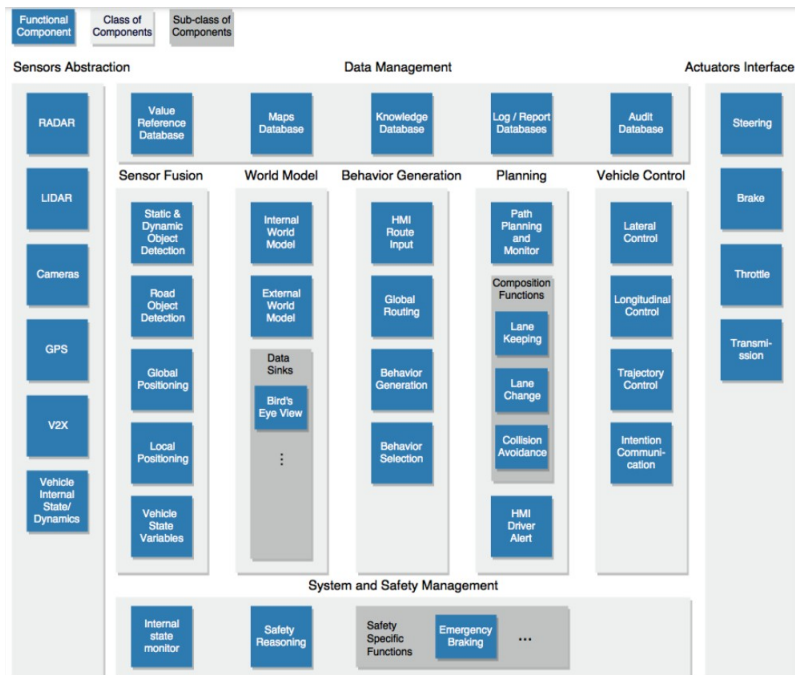 Functional
Component
Class of
Components
Sub-class of
Components
Sensors Abstraction
Data Management
Actuators Interface
RADAR
LIDAR
Cameras
GPS
V2X
Vehicle
Internal
State/
Dynamics
Value
Reference
Database
Maps
Database
Knowledge
Database
Log / Report
Databases
Audit
Database
Sensor Fusion
Static &
Dynamic
Object
Detection
Road
Object
Detection
Global
Positioning
Local
Positioning
Vehicle
State
Variables
World Model
Internal
World
Model
External
World
Model
Data
Sinks
Bird's
Eye View
⋮
Behavior Generation
HMI
Route
Input
Global
Routing
Behavior
Generation
Behavior
Selection
Planning
Path
Planning
and
Monitor
Composition
Functions
Lane
Keeping
Lane
Change
Collision
Avoidance
HMI
Driver
Alert
Vehicle Control
Lateral
Control
Longitudinal
Control
Trajectory
Control
Intention
Communi-
cation
Steering
Brake
Throttle
Transmi-
ssion
System and Safety Management
Internal
state
monitor
Safety
Reasoning
Safety
Specific
Functions
Emergency
Braking
...